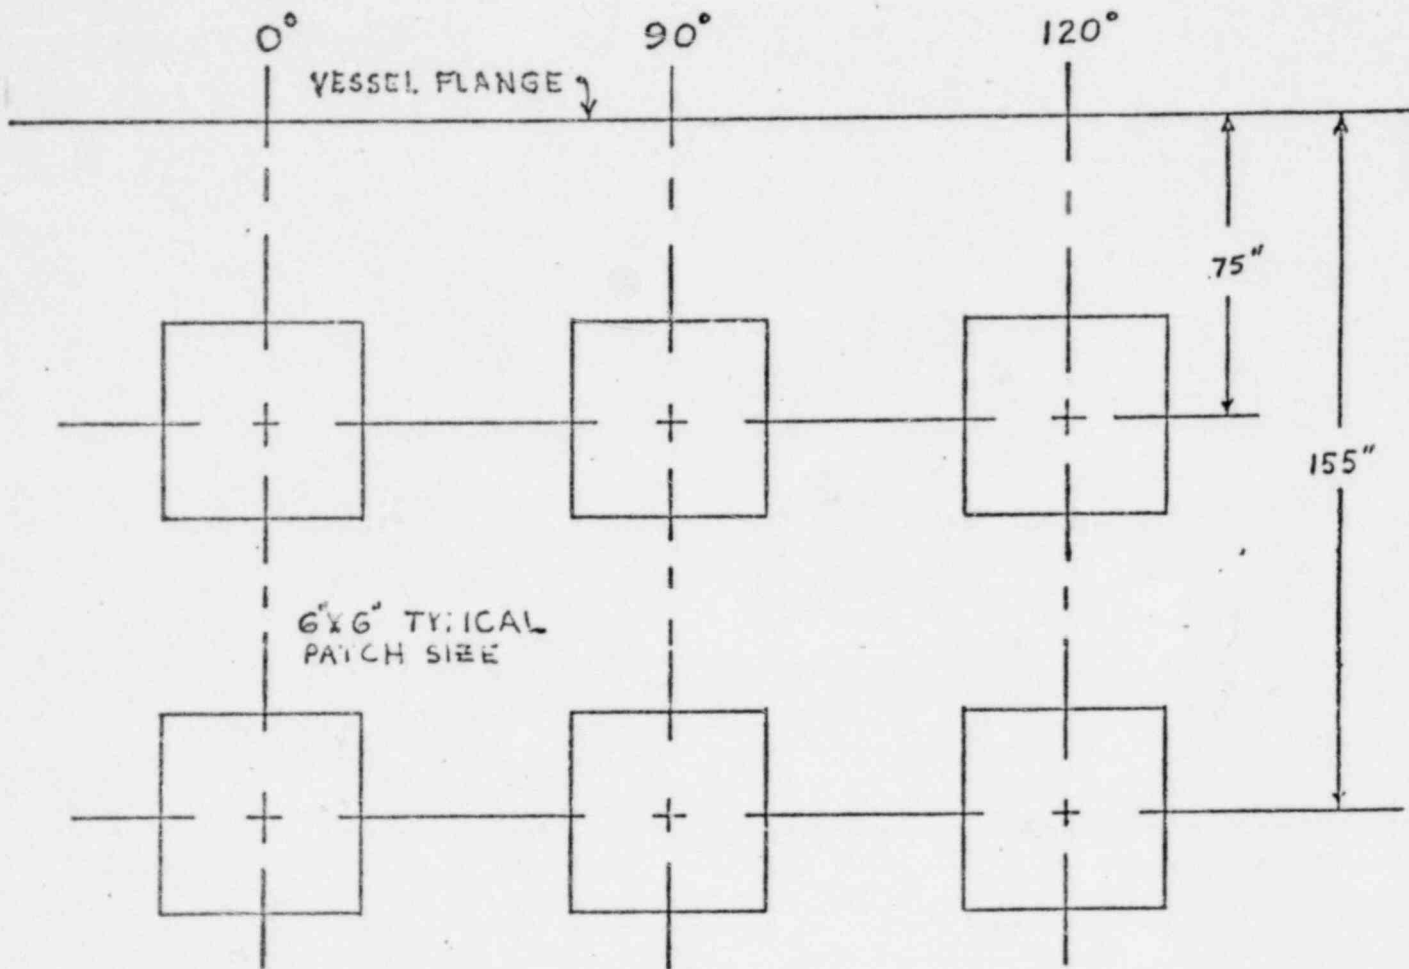 0° 90° 120°
VESSEL FLANGE
75"
155"
6"X6" TYPICAL
PATCH SIZE